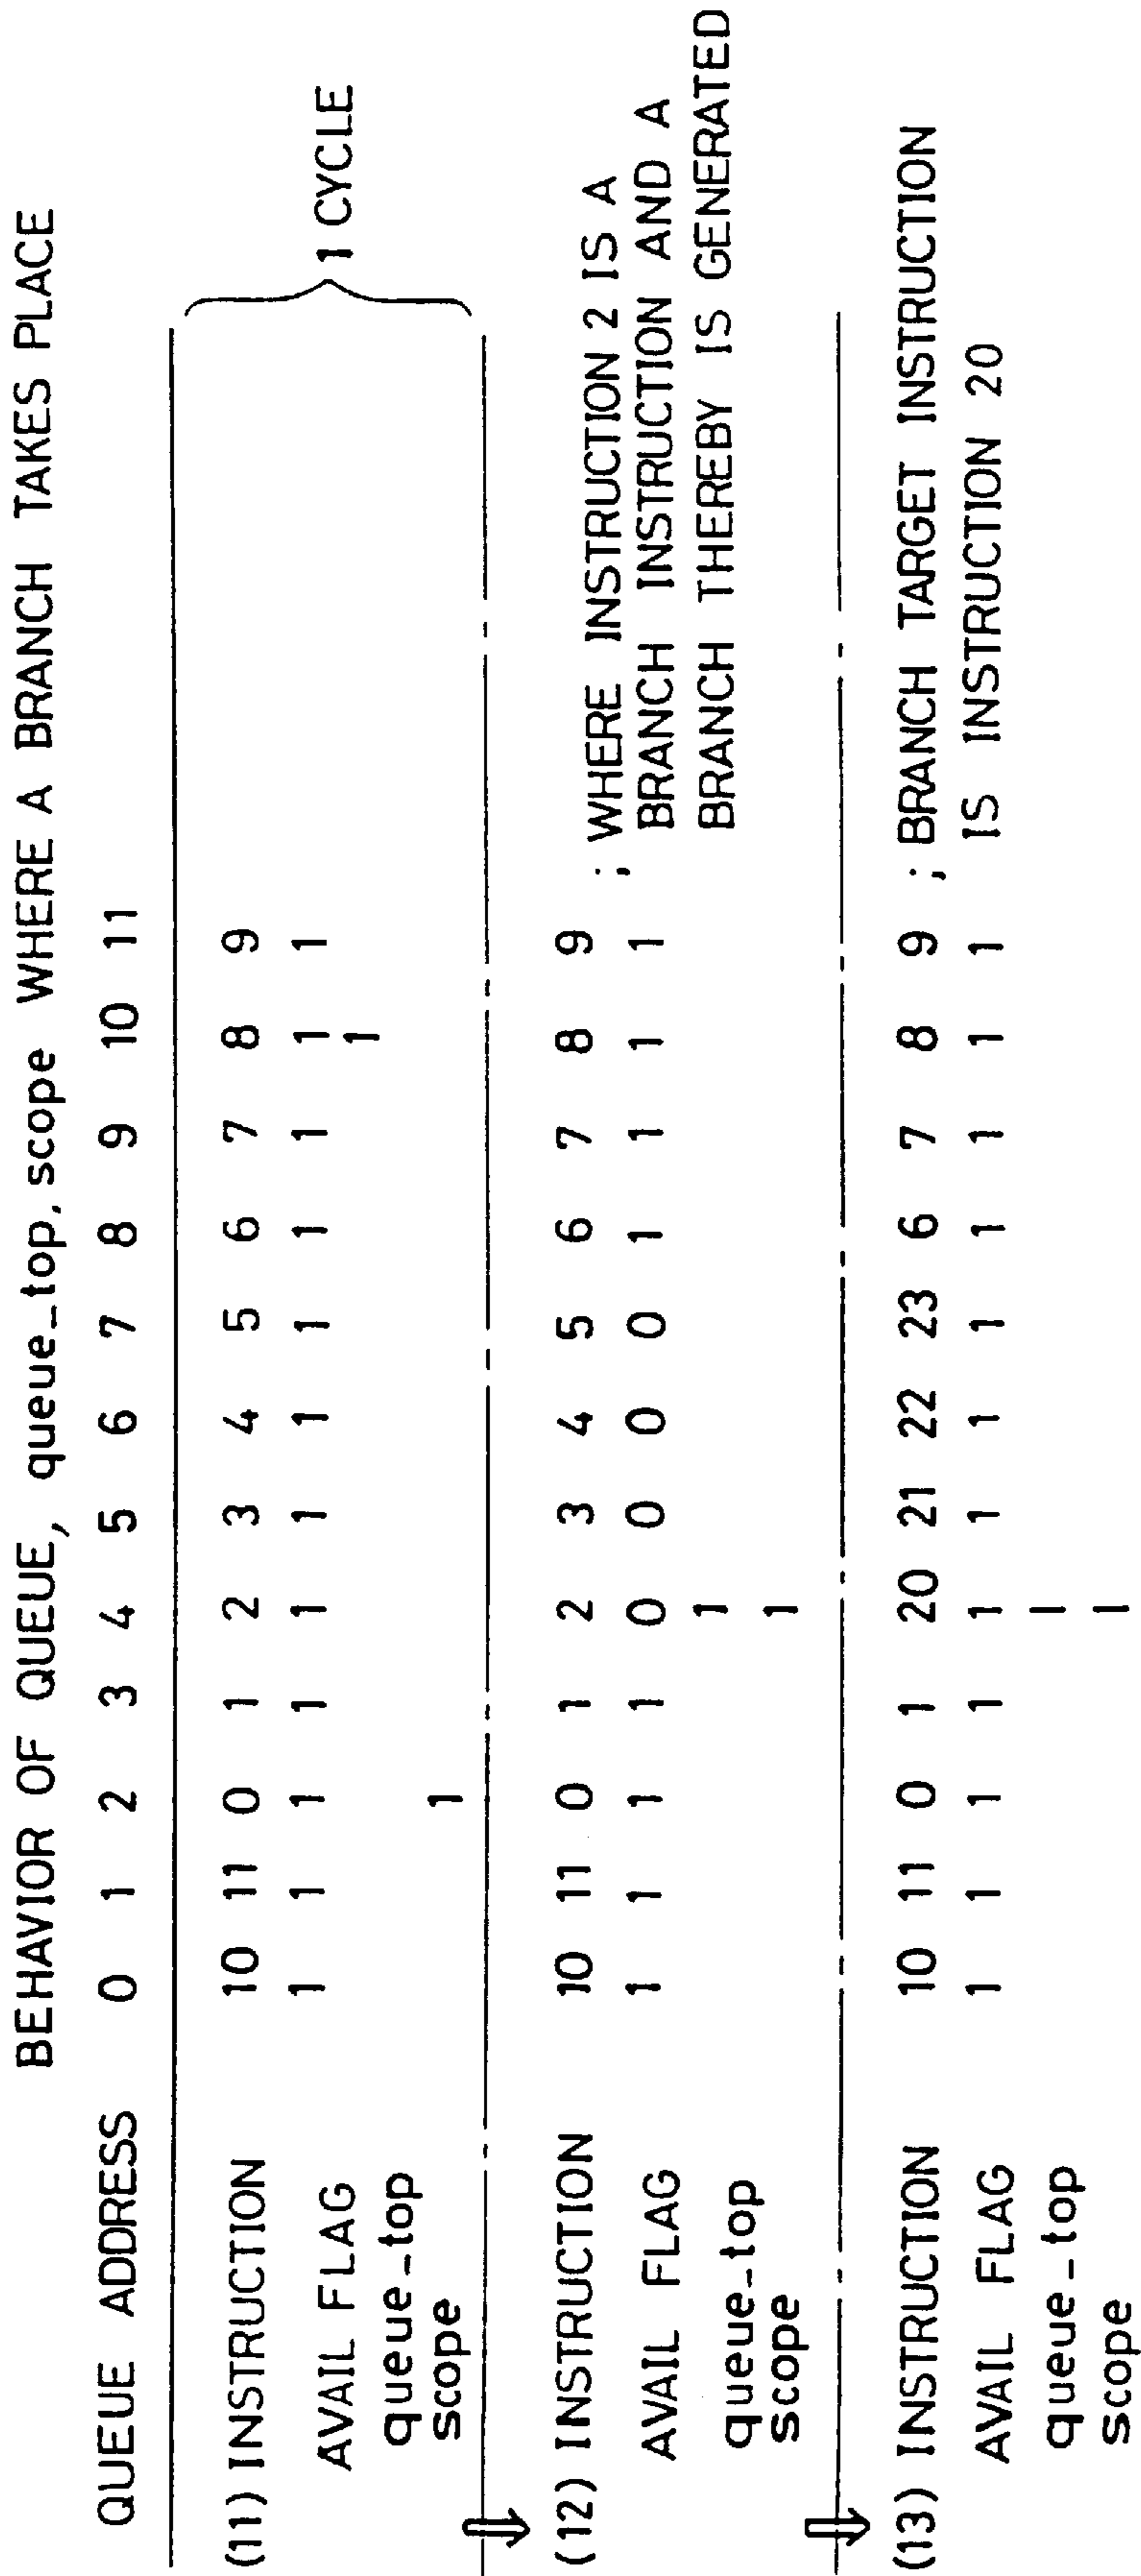 BEHAVIOR OF QUEUE, queue_top, scope WHERE A BRANCH TAKES PLACE
QUEUE ADDRESS 0 1 2 3 4 5 6 7 8 9 10 11
(11) INSTRUCTION 10 11 0 1 2 3 4 5 6 7 8 9
AVAIL FLAG 1 1 1 1 1 1 1 1 1 1 1 1
queue_top 1
scope 1
1 CYCLE
⇒
(12) INSTRUCTION 10 11 0 1 2 3 4 5 6 7 8 9 ; WHERE INSTRUCTION 2 IS A
AVAIL FLAG 1 1 1 1 0 0 0 0 1 1 1 1 BRANCH INSTRUCTION AND A
queue_top 1 BRANCH THEREBY IS GENERATED
scope 1
⇒
(13) INSTRUCTION 10 11 0 1 20 21 22 23 6 7 8 9 ; BRANCH TARGET INSTRUCTION
AVAIL FLAG 1 1 1 1 1 1 1 1 1 1 1 1 IS INSTRUCTION 20
queue_top 1
scope 1